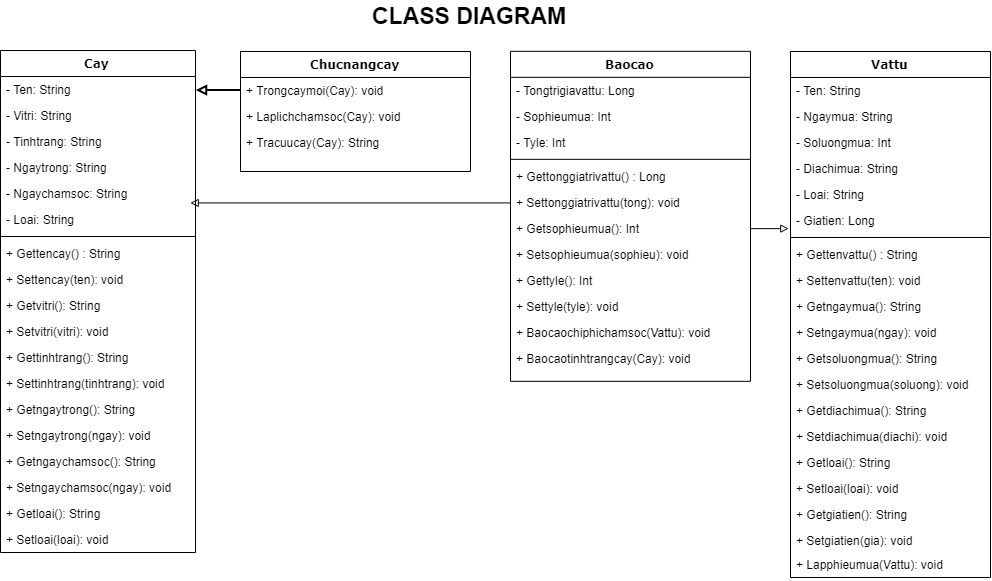 CLASS DIAGRAM
Cay
- Ten: String
- Vitri: String
- Tinhtrang: String
- Ngaytrong: String
- Ngaychamsoc: String
- Loai: String
+ Gettencay() : String
+ Settencay(ten): void
+ Getvitri(): String
+ Setvitri(vitri): void
+ Gettinhtrang(): String
+ Settinhtrang(tinhtrang): void
+ Getngaytrong(): String
+ Setngaytrong(ngay): void
+ Getngaychamsoc(): String
+ Setngaychamsoc(ngay): void
+ Getloai(): String
+ Setloai(loai): void
Chucnangcay
+ Trongcaymoi(Cay): void
+ Laplichchamsoc(Cay): void
+ Tracuucay(Cay): String
Baocao
- Tongtrigiavattu: Long
- Sophieumua: Int
- Tyle: Int
+ Gettonggiatrivattu() : Long
+ Settonggiatrivattu(tong): void
+ Getsophieumua(): Int
+ Setsophieumua(sophieu): void
+ Gettyle(): Int
+ Settyle(tyle): void
+ Baocaochiphichamsoc(Vattu): void
+ Baocaotinhtrangcay(Cay): void
Vattu
- Ten: String
- Ngaymua: String
- Soluongmua: Int
- Diachimua: String
- Loai: String
- Giatien: Long
+ Gettenvattu() : String
+ Settenvattu(ten): void
+ Getngaymua(): String
+ Setngaymua(ngay): void
+ Getsoluongmua(): String
+ Setsoluongmua(soluong): void
+ Getdiachimua(): String
+ Setdiachimua(diachi): void
+ Getloai(): String
+ Setloai(loai): void
+ Getgiatien(): String
+ Setgiatien(gia): void
+ Lapphieumua(Vattu): void